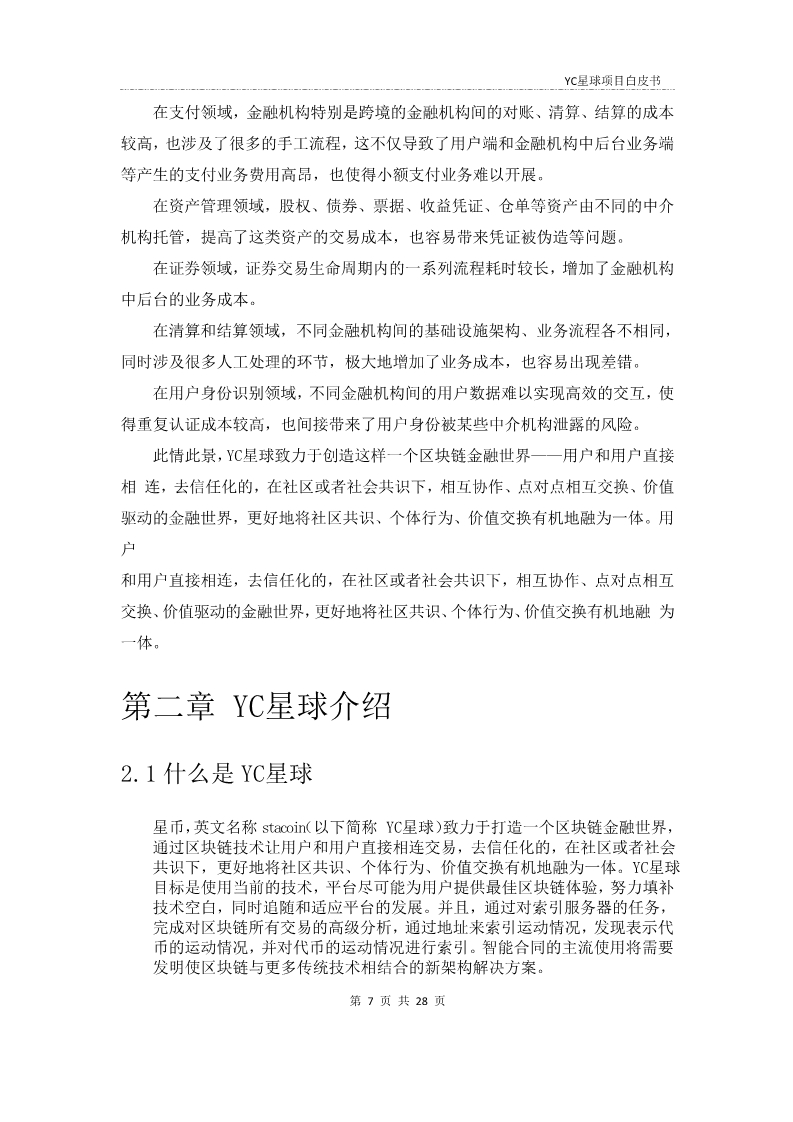 YC星球项目白皮书
在支付领域，金融机构特别是跨境的金融机构间的对账、清算、结算的成本
较高，也涉及了很多的手工流程，这不仅导致了用户端和金融机构中后台业务端
等产生的支付业务费用高昂，也使得小额支付业务难以开展。
在资产管理领域，股权、债券、票据、收益凭证、仓单等资产由不同的中介
机构托管，提高了这类资产的交易成本，也容易带来凭证被伪造等问题。
在证券领域，证券交易生命周期内的一系列流程耗时较长，增加了金融机构
中后台的业务成本。
在清算和结算领域，不同金融机构间的基础设施架构、业务流程各不相同，
同时涉及很多人工处理的环节，极大地增加了业务成本，也容易出现差错。
在用户身份识别领域，不同金融机构间的用户数据难以实现高效的交互，使
得重复认证成本较高，也间接带来了用户身份被某些中介机构泄露的风险。
此情此景，YC星球致力于创造这样一个区块链金融世界——用户和用户直接
相 连，去信任化的，在社区或者社会共识下，相互协作、点对点相互交换、价值
驱动的金融世界，更好地将社区共识、个体行为、价值交换有机地融为一体。用
户
和用户直接相连，去信任化的，在社区或者社会共识下，相互协作、点对点相互
交换、价值驱动的金融世界，更好地将社区共识、个体行为、价值交换有机地融 为
一体。
第二章 YC星球介绍
2.1 什么是 YC星球
星币，英文名称 stacoin(以下简称 YC星球)致力于打造一个区块链金融世界，
通过区块链技术让用户和用户直接相连交易，去信任化的，在社区或者社会
共识下，更好地将社区共识、个体行为、价值交换有机地融为一体。YC星球
目标是使用当前的技术，平台尽可能为用户提供最佳区块链体验，努力填补
技术空白，同时追随和适应平台的发展。并且，通过对索引服务器的任务，
完成对区块链所有交易的高级分析，通过地址来索引运动情况，发现表示代
币的运动情况，并对代币的运动情况进行索引。智能合同的主流使用将需要
发明使区块链与更多传统技术相结合的新架构解决方案。
第 7 页 共 28 页